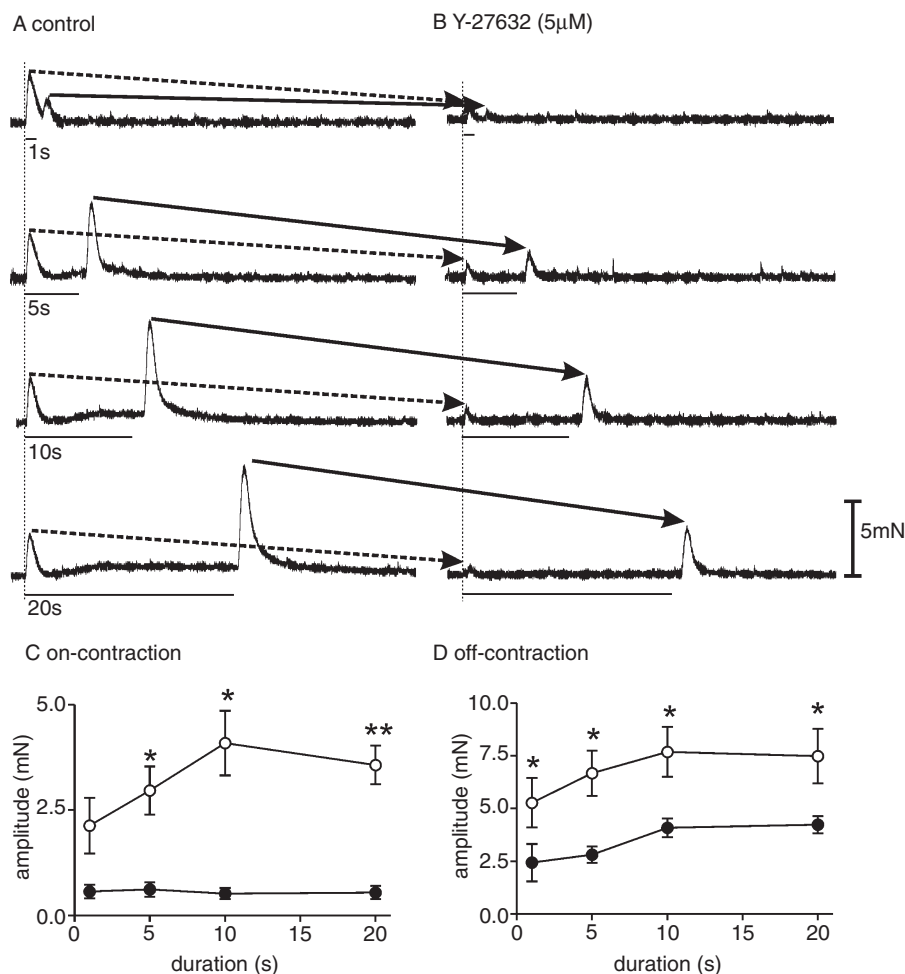 A control
B Y-27632 (5μM)
1s
5s
10s
20s
5mN
C on-contraction
amplitude (mN)
5.0
2.5
0.0
*
*
**
0 5 10 15 20
duration (s)
D off-contraction
amplitude (mN)
10.0
7.5
5.0
2.5
0.0
*
*
*
*
0 5 10 15 20
duration (s)